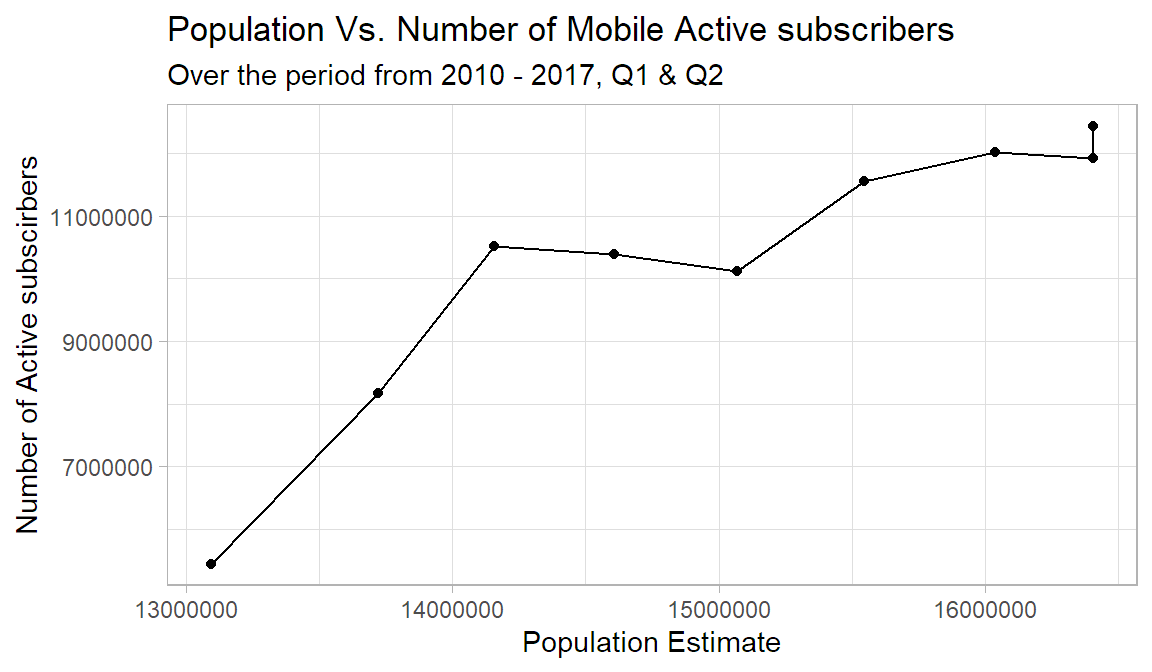 Population Vs. Number of Mobile Active subscribers
Over the period from 2010 - 2017, Q1 & Q2
Number of Active subscirbers
11000000
9000000
7000000
13000000
14000000
15000000
16000000
Population Estimate